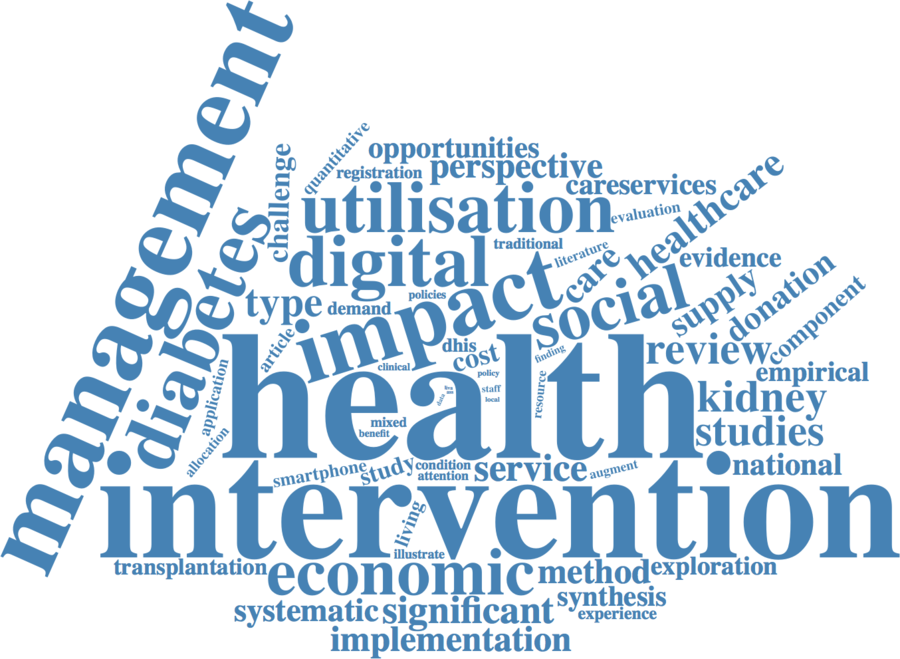 management
diabetes
challenge
quantitative
opportunities
registration
perspective
careservices
utilisation
evaluation
healthcare
digital
traditional
literature
care
evidence
type
demand
policies
impact
social
supply
donation
component
article
clinical
dhis
cost
finding
review
empirical
application
health
policy
staff
local
data
resource
kidney
mixed
benefit
studies
allocation
smartphone
study
condition
attention
service
augment
national
intervention
living
illustrate
transplantation
economic
method
exploration
systematic
significant
synthesis
experience
implementation